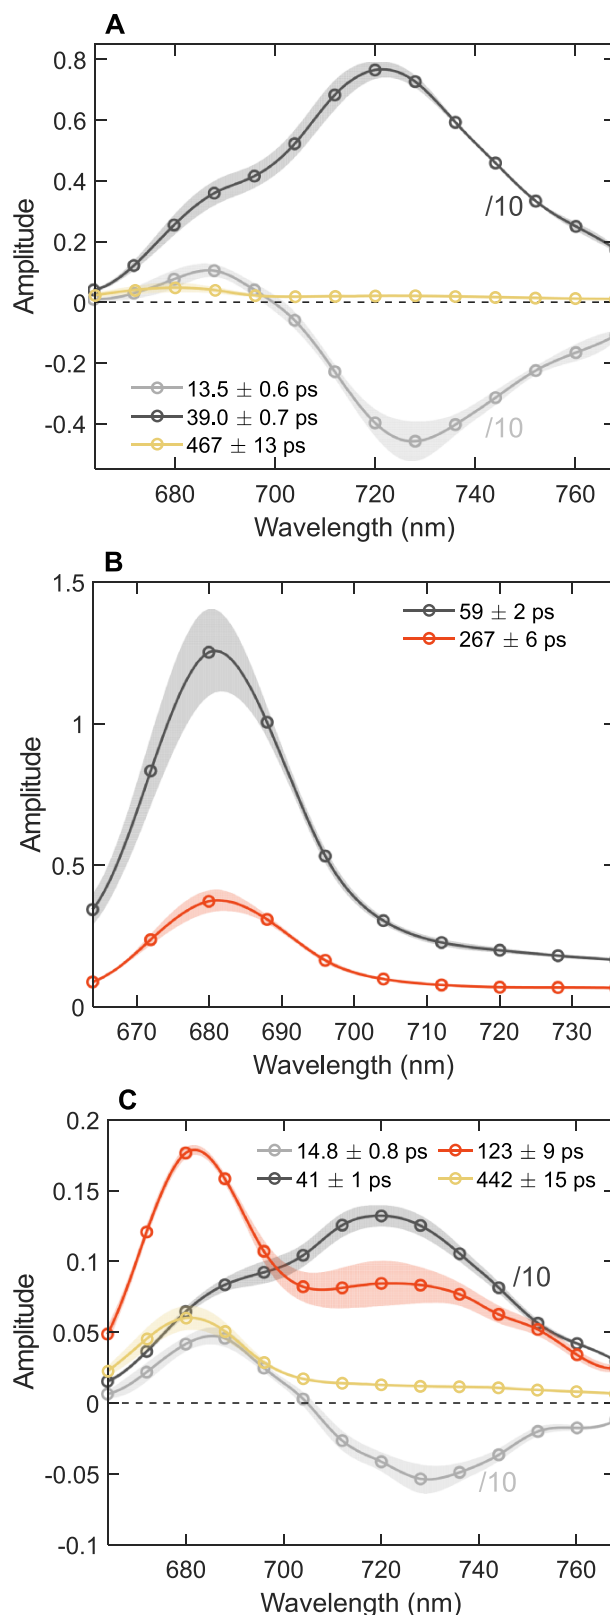 A
0.8
0.6
0.4
0.2
0
-0.2
-0.4
Amplitude
/10
/10
13.5 ± 0.6 ps
39.0 ± 0.7 ps
467 ± 13 ps
680 700 720 740 760
Wavelength (nm)
B
1.5
1
0.5
0
Amplitude
59 ± 2 ps
267 ± 6 ps
670 680 690 700 710 720 730
Wavelength (nm)
C
0.2
0.15
0.1
0.05
0
-0.05
-0.1
Amplitude
14.8 ± 0.8 ps 123 ± 9 ps
41 ± 1 ps 442 ± 15 ps
/10
/10
680 700 720 740 760
Wavelength (nm)